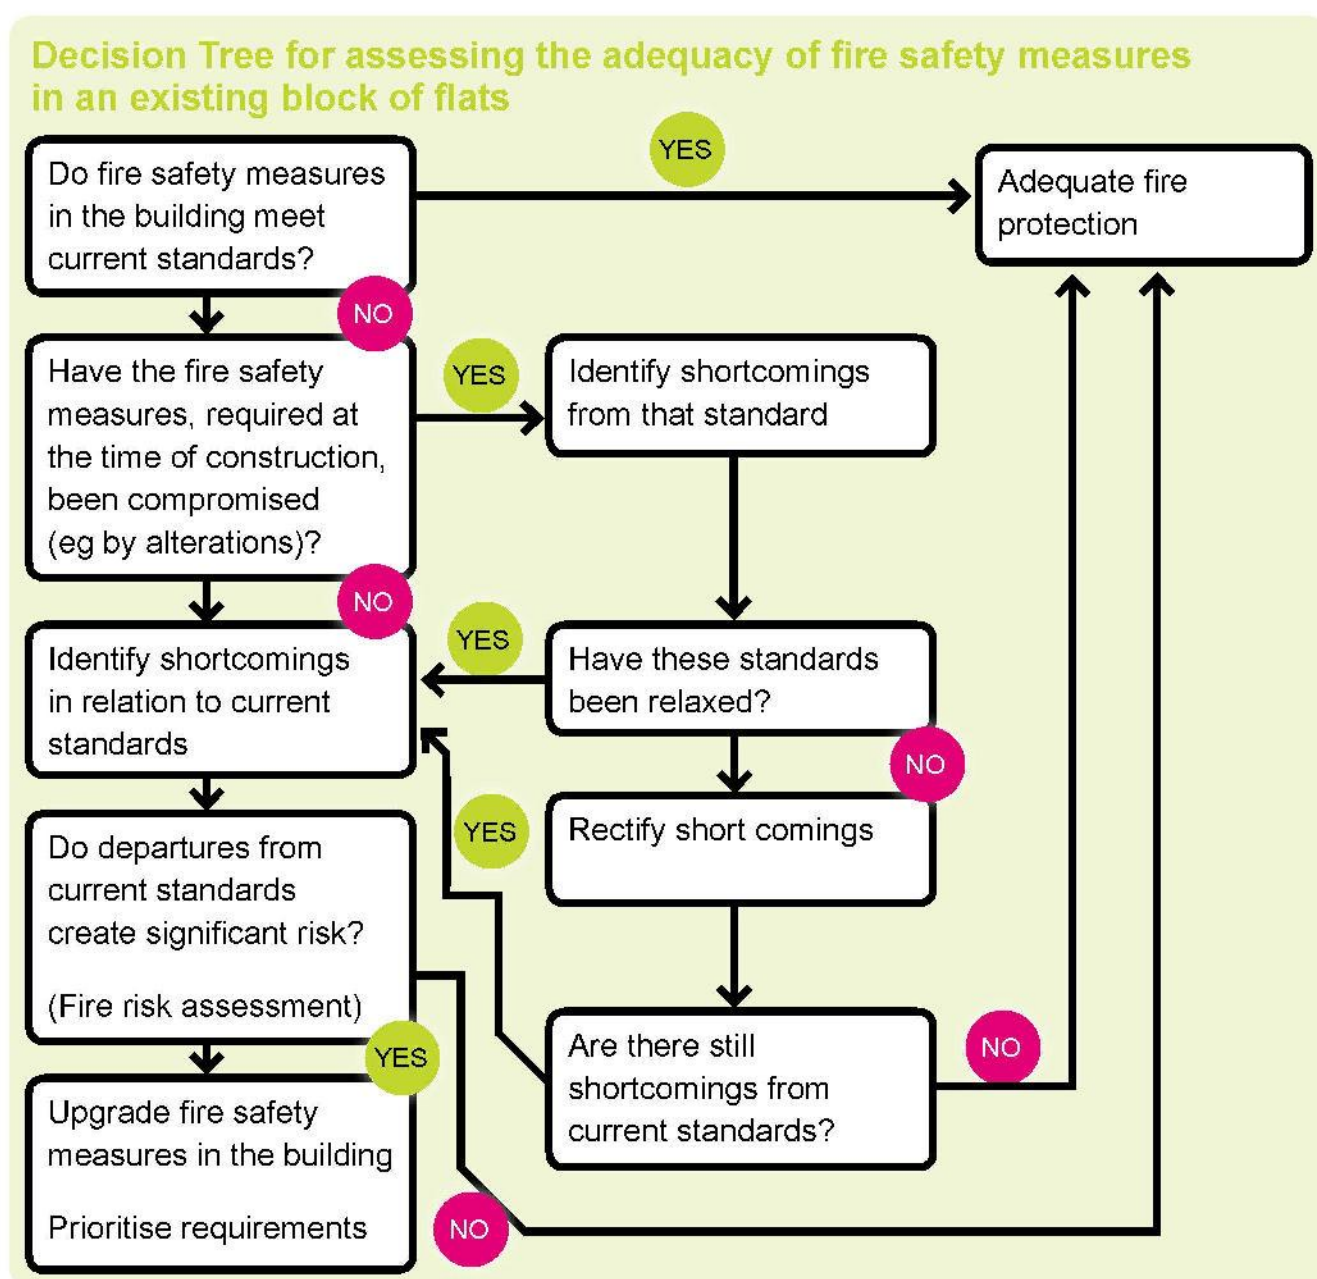 Decision Tree for assessing the adequacy of fire safety measures
in an existing block of flats
Do fire safety measures
in the building meet
current standards?
YES
Adequate fire
protection
NO
Have the fire safety
measures, required at
the time of construction,
been compromised
(eg by alterations)?
YES
Identify shortcomings
from that standard
NO
Identify shortcomings
in relation to current
standards
YES
Have these standards
been relaxed?
NO
Rectify short comings
YES
Do departures from
current standards
create significant risk?
(Fire risk assessment)
YES
Are there still
shortcomings from
current standards?
NO
Upgrade fire safety
measures in the building
Prioritise requirements
NO